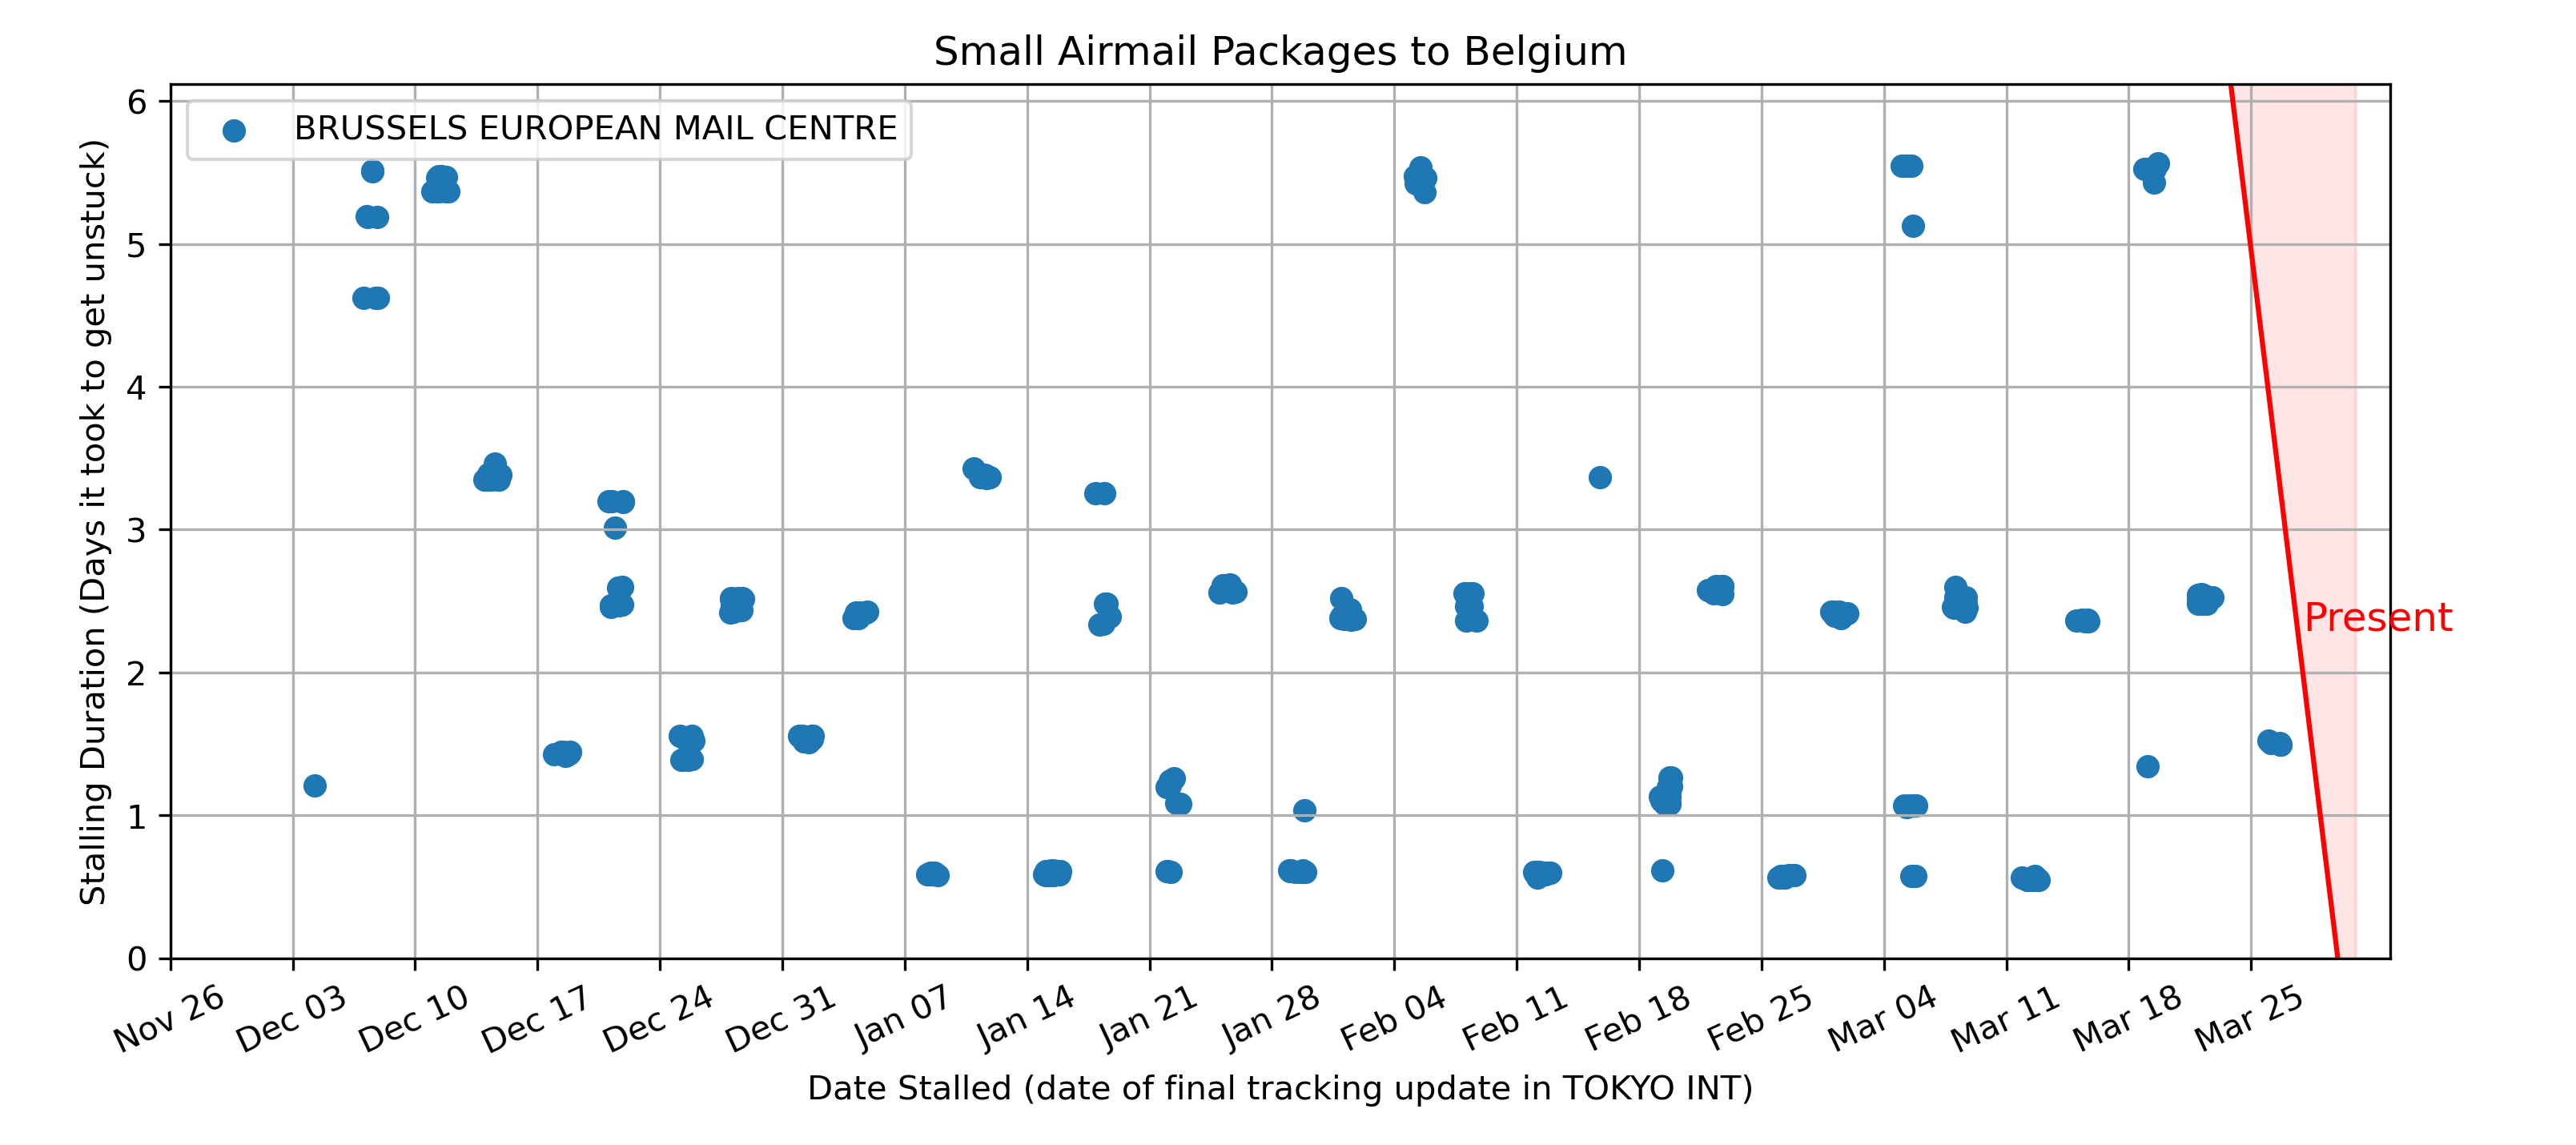 Small Airmail Packages to Belgium
BRUSSELS EUROPEAN MAIL CENTRE
Stalling Duration (Days it took to get unstuck)
6
5
4
3
2
1
0
Present
Nov 26
Dec 03
Dec 10
Dec 17
Dec 24
Dec 31
Jan 07
Jan 14
Jan 21
Jan 28
Feb 04
Feb 11
Feb 18
Feb 25
Mar 04
Mar 11
Mar 18
Mar 25
Date Stalled (date of final tracking update in TOKYO INT)